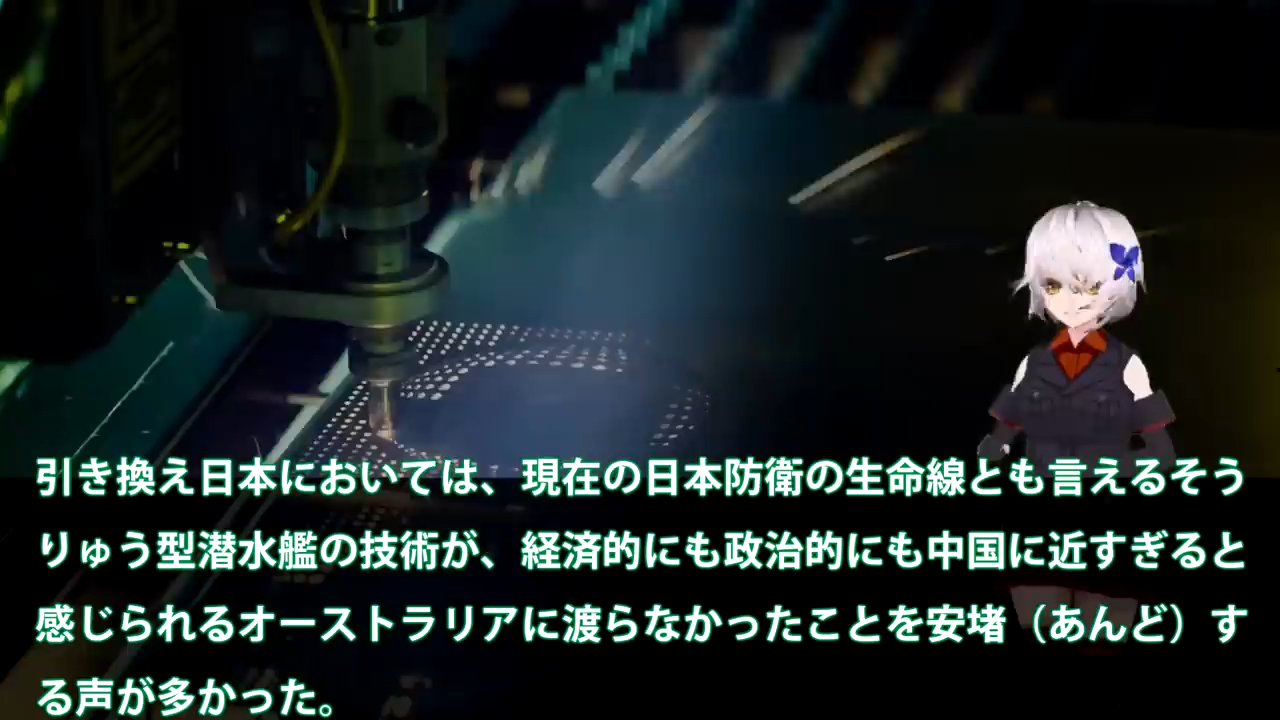 引き換え日本においては、現在の日本防衛の生命線とも言えるそう
りゅう型潜水艦の技術が、経済的にも政治的にも中国に近すぎると
感じられるオーストラリアに渡らなかったことを安堵（あんど）す
る声が多かった。